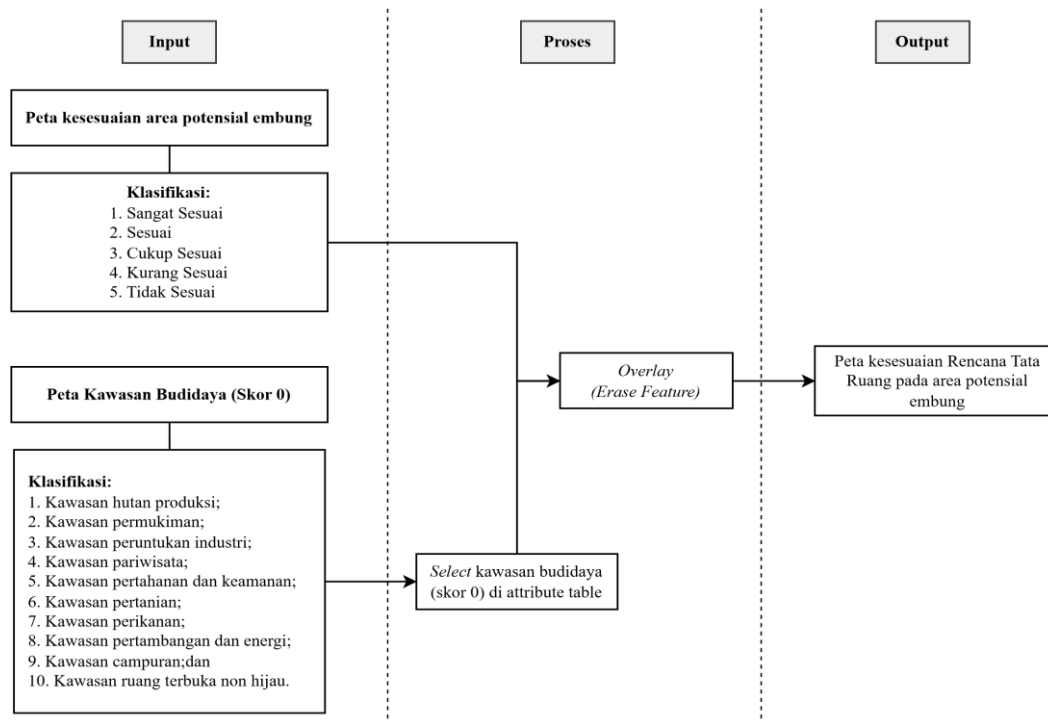 Input
Proses
Output
Peta kesesuaian area potensial embung
Klasifikasi:
1. Sangat Sesuai
2. Sesuai
3. Cukup Sesuai
4. Kurang Sesuai
5. Tidak Sesuai
Peta Kawasan Budidaya (Skor 0)
Klasifikasi:
1. Kawasan hutan produksi;
2. Kawasan permukiman;
3. Kawasan peruntukan industri;
4. Kawasan pariwisata;
5. Kawasan pertahanan dan keamanan;
6. Kawasan pertanian;
7. Kawasan perikanan;
8. Kawasan pertambangan dan energi;
9. Kawasan campuran;dan
10. Kawasan ruang terbuka non hijau.
Select kawasan budidaya
(skor 0) di attribute table
Overlay
(Erase Feature)
Peta kesesuaian Rencana Tata
Ruang pada area potensial
embung